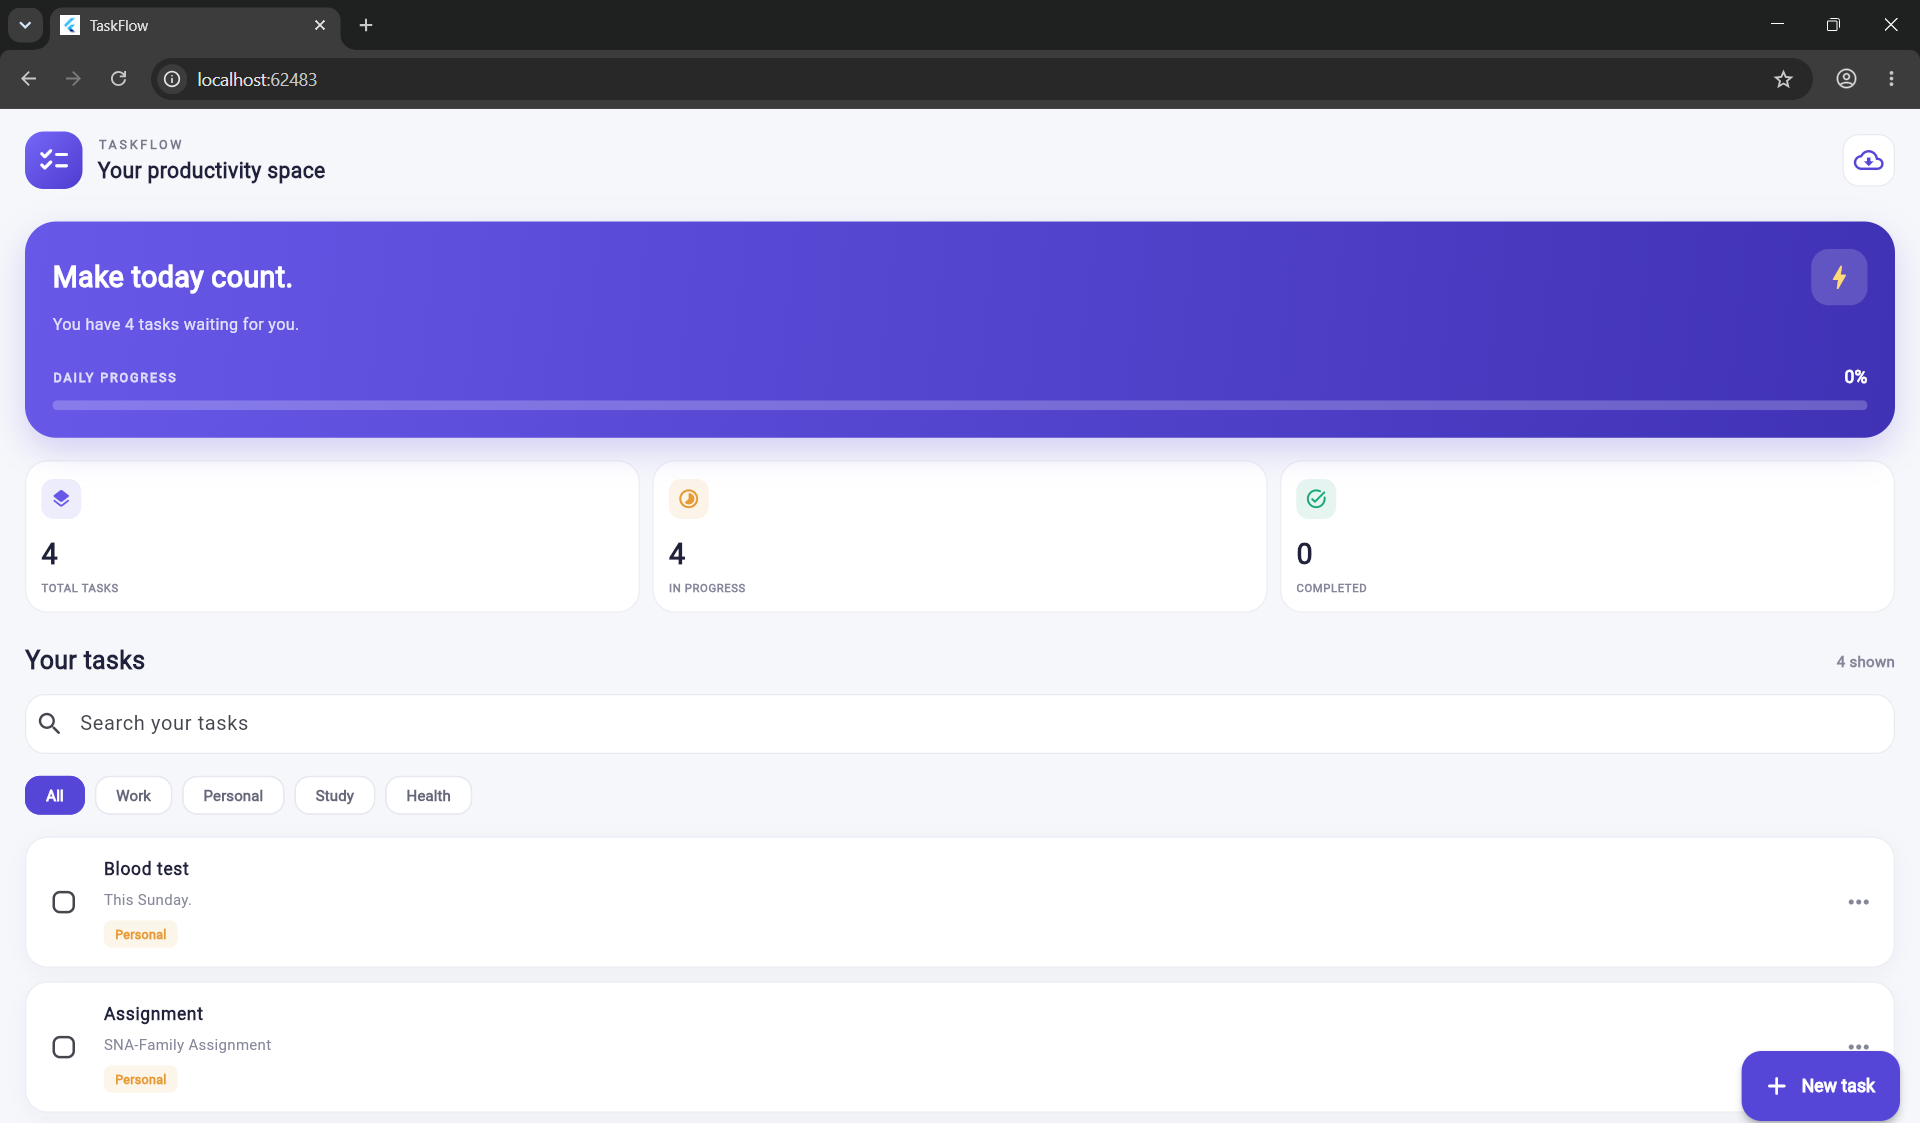 TaskFlow
localhost:62483
TASKFLOW
Your productivity space
Make today count.
You have 4 tasks waiting for you.
DAILY PROGRESS
0%
4
TOTAL TASKS
4
IN PROGRESS
0
COMPLETED
Your tasks
4 shown
Search your tasks
All Work Personal Study Health
Blood test
This Sunday.
Personal
Assignment
SNA-Family Assignment
Personal
New task